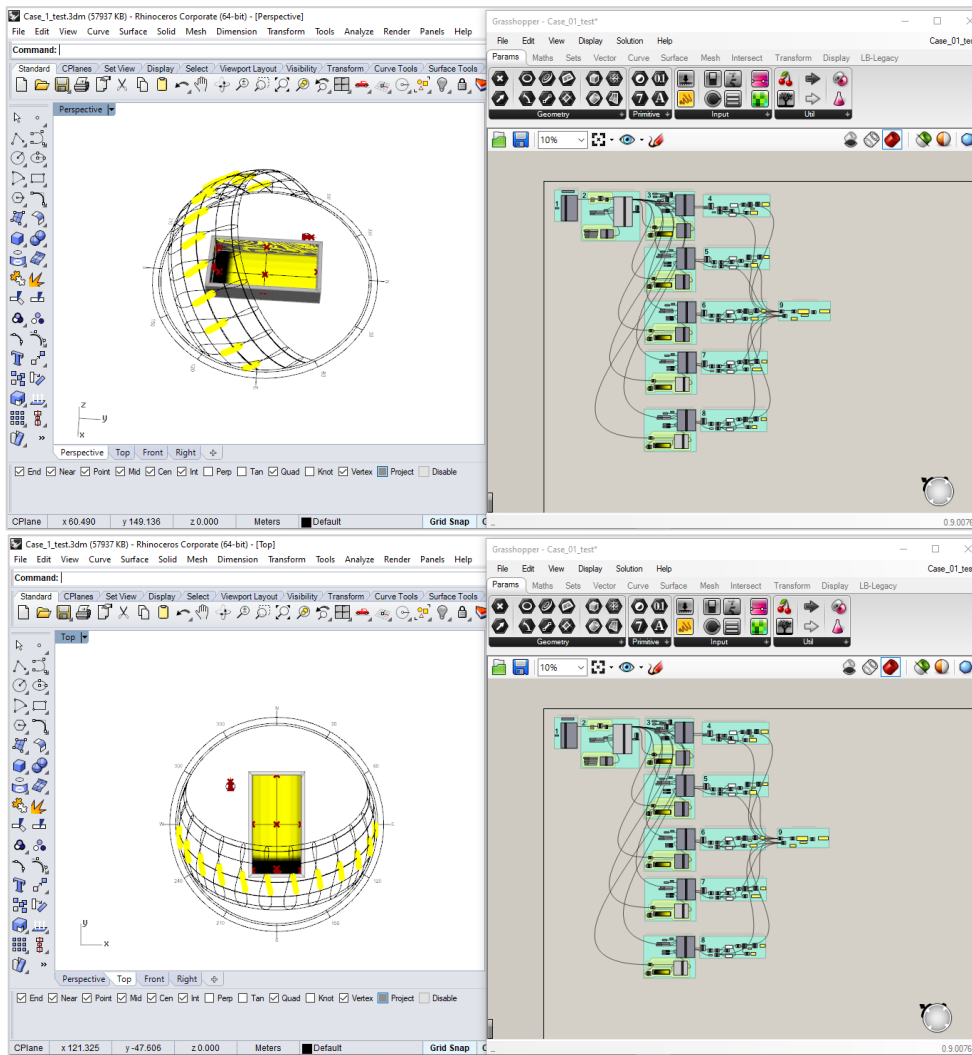 Case_1_test.3dm (57937 KB) - Rhinoceros Corporate (64-bit) - [Perspective]
File Edit View Curve Surface Solid Mesh Dimension Transform Tools Analyze Render Panels Help
Command:
Standard CPlanes Set View Display Select Viewport Layout Visibility Transform Curve Tools Surface Tools
Perspective
z
y
x
Perspective Top Front Right
End Near Point Mid Cen Int Perp Tan Quad Knot Vertex Project Disable
CPlane x 60.490 y 149.136 z 0.000 Meters Default Grid Snap
Grasshopper - Case_01_test*
File Edit View Display Solution Help Case_01_tes
Params Maths Sets Vector Curve Surface Mesh Intersect Transform Display LB-Legacy
Geometry Primitive Input Util
10%
1 2 3 4
5
6 9
7
8
0.9.0076
Case_1_test.3dm (57937 KB) - Rhinoceros Corporate (64-bit) - [Top]
File Edit View Curve Surface Solid Mesh Dimension Transform Tools Analyze Render Panels Help
Command:
Standard CPlanes Set View Display Select Viewport Layout Visibility Transform Curve Tools Surface Tools
Top
N
330 30
300 60
W E
240 120
210 150
y
x
Perspective Top Front Right
End Near Point Mid Cen Int Perp Tan Quad Knot Vertex Project Disable
CPlane x 121.325 y -47.606 z 0.000 Meters Default Grid Snap
Grasshopper - Case_01_test*
File Edit View Display Solution Help Case_01_tes
Params Maths Sets Vector Curve Surface Mesh Intersect Transform Display LB-Legacy
Geometry Primitive Input Util
10%
1 2 3 4
5
6 9
7
8
0.9.0076